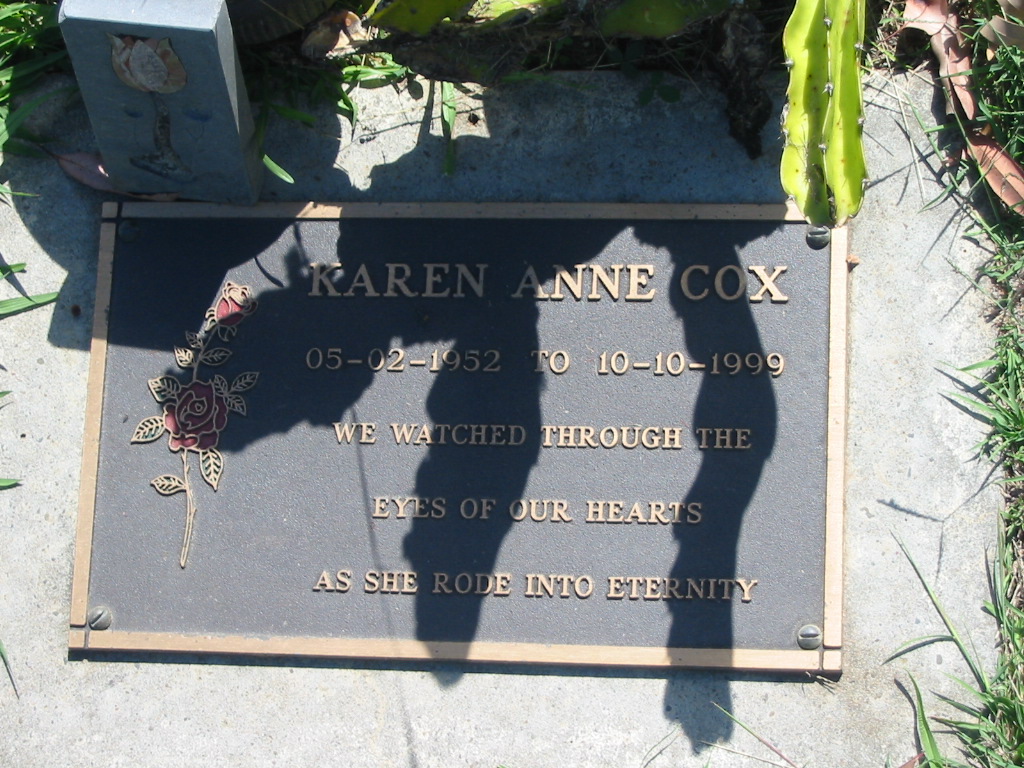 KAREN ANNE COX
05-02-1952 TO 10-10-1999
WE WATCHED THROUGH THE
EYES OF OUR HEARTS
AS SHE RODE INTO ETERNITY